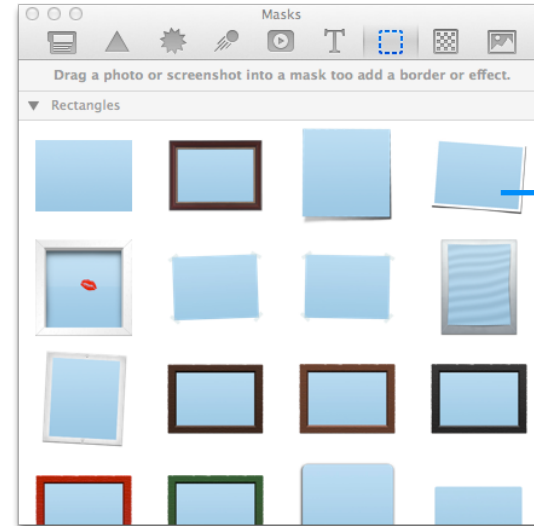 Masks
T
Drag a photo or screenshot into a mask too add a border or effect.
Rectangles